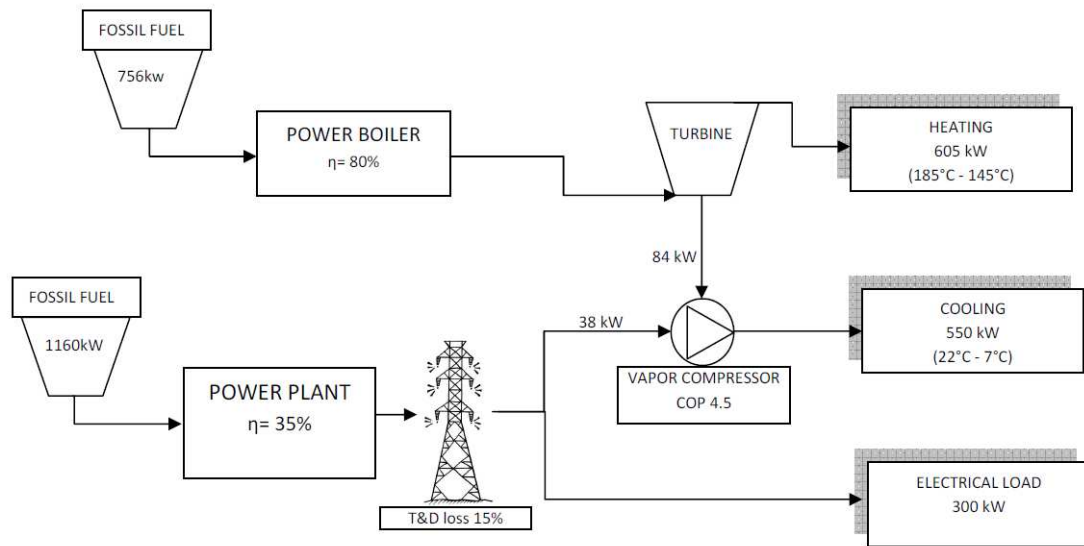 FOSSIL FUEL
756kw
POWER BOILER
η= 80%
TURBINE
HEATING
605 kW
(185°C - 145°C)
84 kW
FOSSIL FUEL
1160kW
POWER PLANT
η= 35%
T&D loss 15%
38 kW
VAPOR COMPRESSOR
COP 4.5
COOLING
550 kW
(22°C - 7°C)
ELECTRICAL LOAD
300 kW